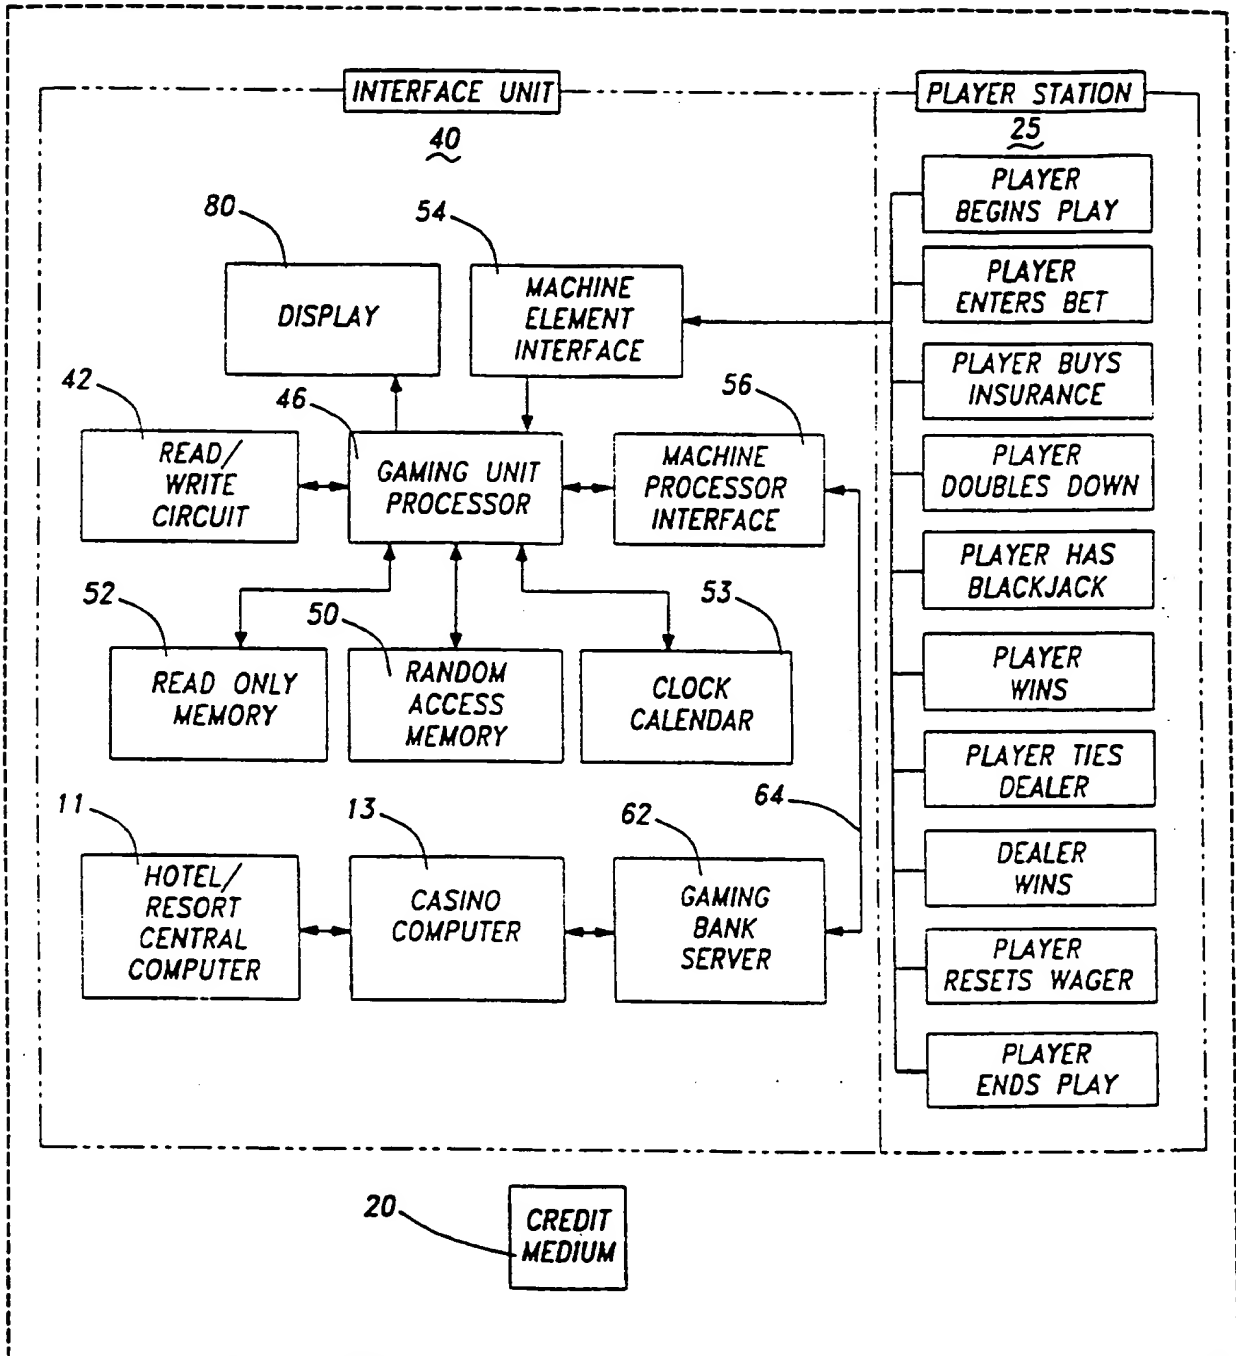 INTERFACE UNIT
40
PLAYER STATION
25
80
54
DISPLAY
MACHINE
ELEMENT
INTERFACE
42
46
56
READ/
WRITE
CIRCUIT
GAMING UNIT
PROCESSOR
MACHINE
PROCESSOR
INTERFACE
52
50
53
READ ONLY
MEMORY
RANDOM
ACCESS
MEMORY
CLOCK
CALENDAR
11
13
62
64
HOTEL/
RESORT
CENTRAL
COMPUTER
CASINO
COMPUTER
GAMING
BANK
SERVER
PLAYER
BEGINS PLAY
PLAYER
ENTERS BET
PLAYER BUYS
INSURANCE
PLAYER
DOUBLES DOWN
PLAYER HAS
BLACKJACK
PLAYER
WINS
PLAYER TIES
DEALER
DEALER
WINS
PLAYER
RESETS WAGER
PLAYER
ENDS PLAY
20
CREDIT
MEDIUM